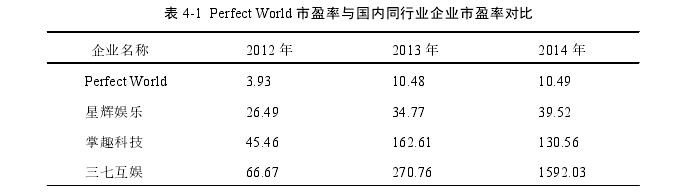 表 4-1 Perfect World 市盈率与国内同行业企业市盈率对比
企业名称 2012 年 2013 年 2014 年
Perfect World 3.93 10.48 10.49
星辉娱乐 26.49 34.77 39.52
掌趣科技 45.46 162.61 130.56
三七互娱 66.67 270.76 1592.03